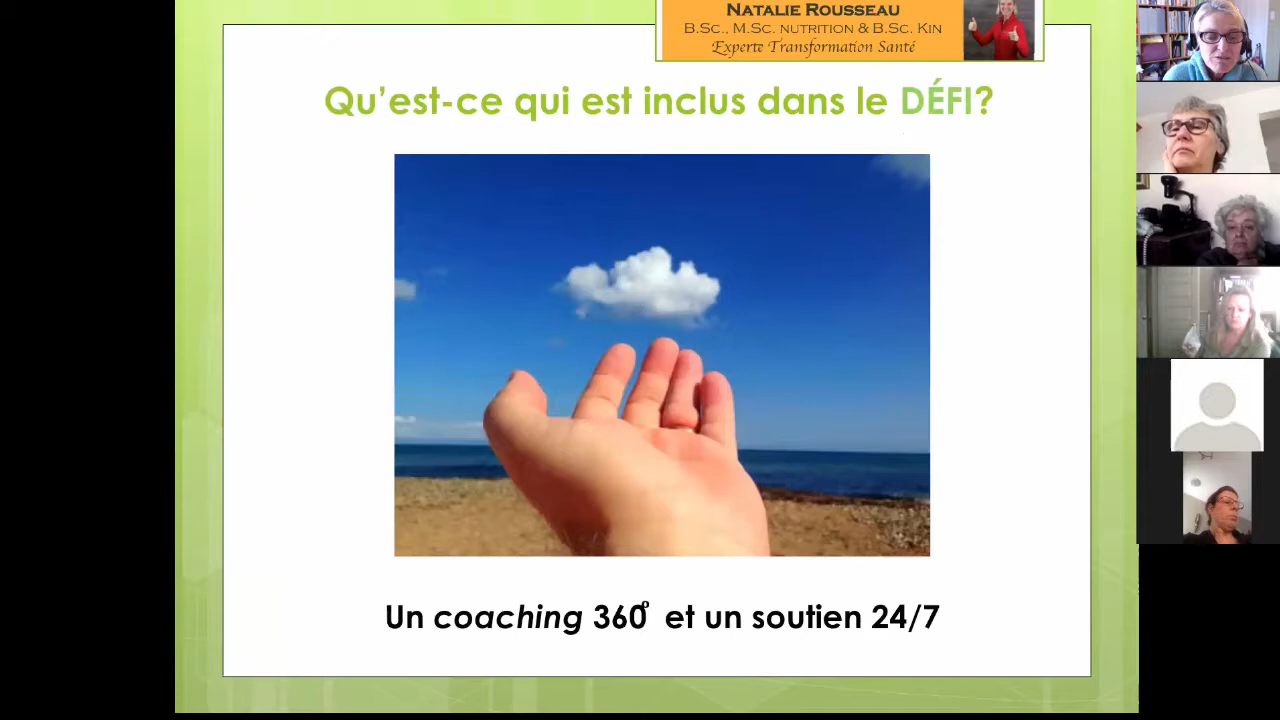 NATALIE ROUSSEAU
B.SC., M.SC. NUTRITION & B.SC. KIN
Experte Transformation Santé
Qu'est-ce qui est inclus dans le DÉFI?
Un coaching 360° et un soutien 24/7